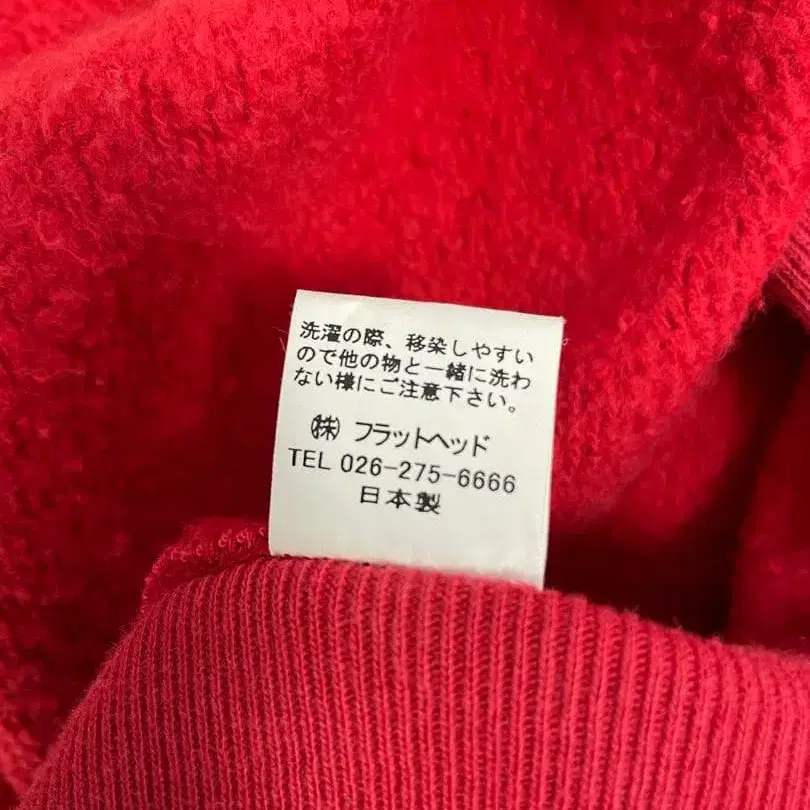 洗濯の際、移染しやすい
ので他の物と一緒に洗わ
ない様にご注意下さい。
㈱ フラットヘッド
TEL 026-275-6666
日本製